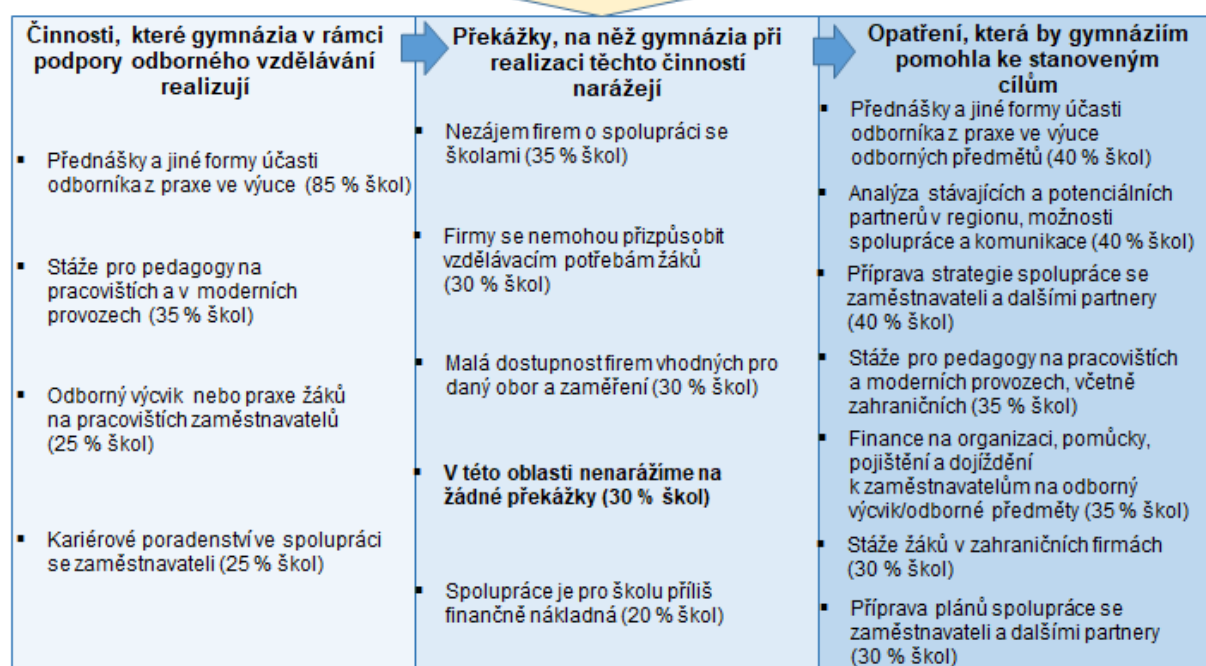 Činnosti, které gymnázia v rámci
podpory odborného vzdělávání
realizují
Přednášky a jiné formy účasti
odborníka z praxe ve výuce (85 % škol)
Stáže pro pedagogy na
pracovištích a v moderních
provozech (35 % škol)
Odborný výcvik nebo praxe žáků
na pracovištích zaměstnavatelů
(25 % škol)
Kariérové poradenství ve spolupráci
se zaměstnavateli (25 % škol)
Překážky, na něž gymnázia při
realizaci těchto činností
narážejí
Nezájem firem o spolupráci se
školami (35 % škol)
Firmy se nemohou přizpůsobit
vzdělávacím potřebám žáků
(30 % škol)
Malá dostupnost firem vhodných pro
daný obor a zaměření (30 % škol)
V této oblasti nenarážíme na
žádné překážky (30 % škol)
Spolupráce je pro školu příliš
finančně nákladná (20 % škol)
Opatření, která by gymnáziím
pomohla ke stanoveným
cílům
Přednášky a jiné formy účasti
odborníka z praxe ve výuce
odborných předmětů (40 % škol)
Analýza stávajících a potenciálních
partnerů v regionu, možnosti
spolupráce a komunikace (40 % škol)
Příprava strategie spolupráce se
zaměstnavateli a dalšími partnery
(40 % škol)
Stáže pro pedagogy na pracovištích
a moderních provozech, včetně
zahraničních (35 % škol)
Finance na organizaci, pomůcky,
pojištění a dojíždění
k zaměstnavatelům na odborný
výcvik/odborné předměty (35 % škol)
Stáže žáků v zahraničních firmách
(30 % škol)
Příprava plánů spolupráce se
zaměstnavateli a dalšími partnery
(30 % škol)